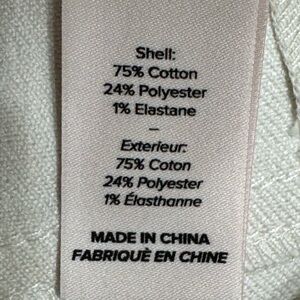 Shell:
75% Cotton
24% Polyester
1% Elastane
–
Exterieur:
75% Coton
24% Polyester
1% Élasthanne
MADE IN CHINA
FABRIQUÈ EN CHINE